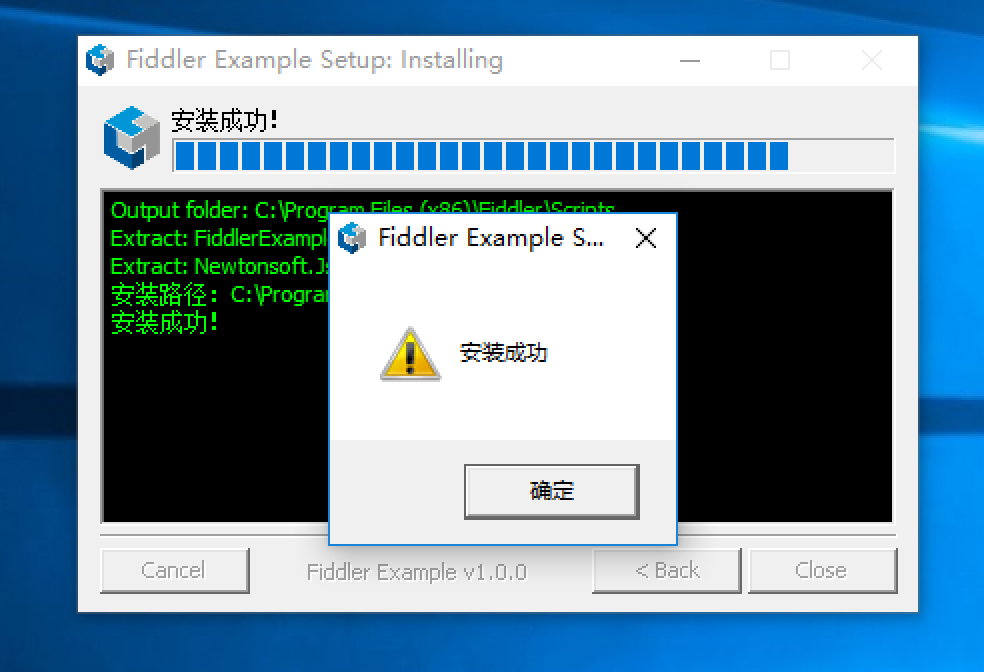 Fiddler Example Setup: Installing
安装成功!
Output folder: C:\Program Files (x86)\Fiddler\Scripts
Extract: FiddlerExampl
Extract: Newtonsoft.Js
安装路径: C:\Program
安装成功!
Fiddler Example S...
安装成功
确定
Cancel
Fiddler Example v1.0.0
< Back
Close